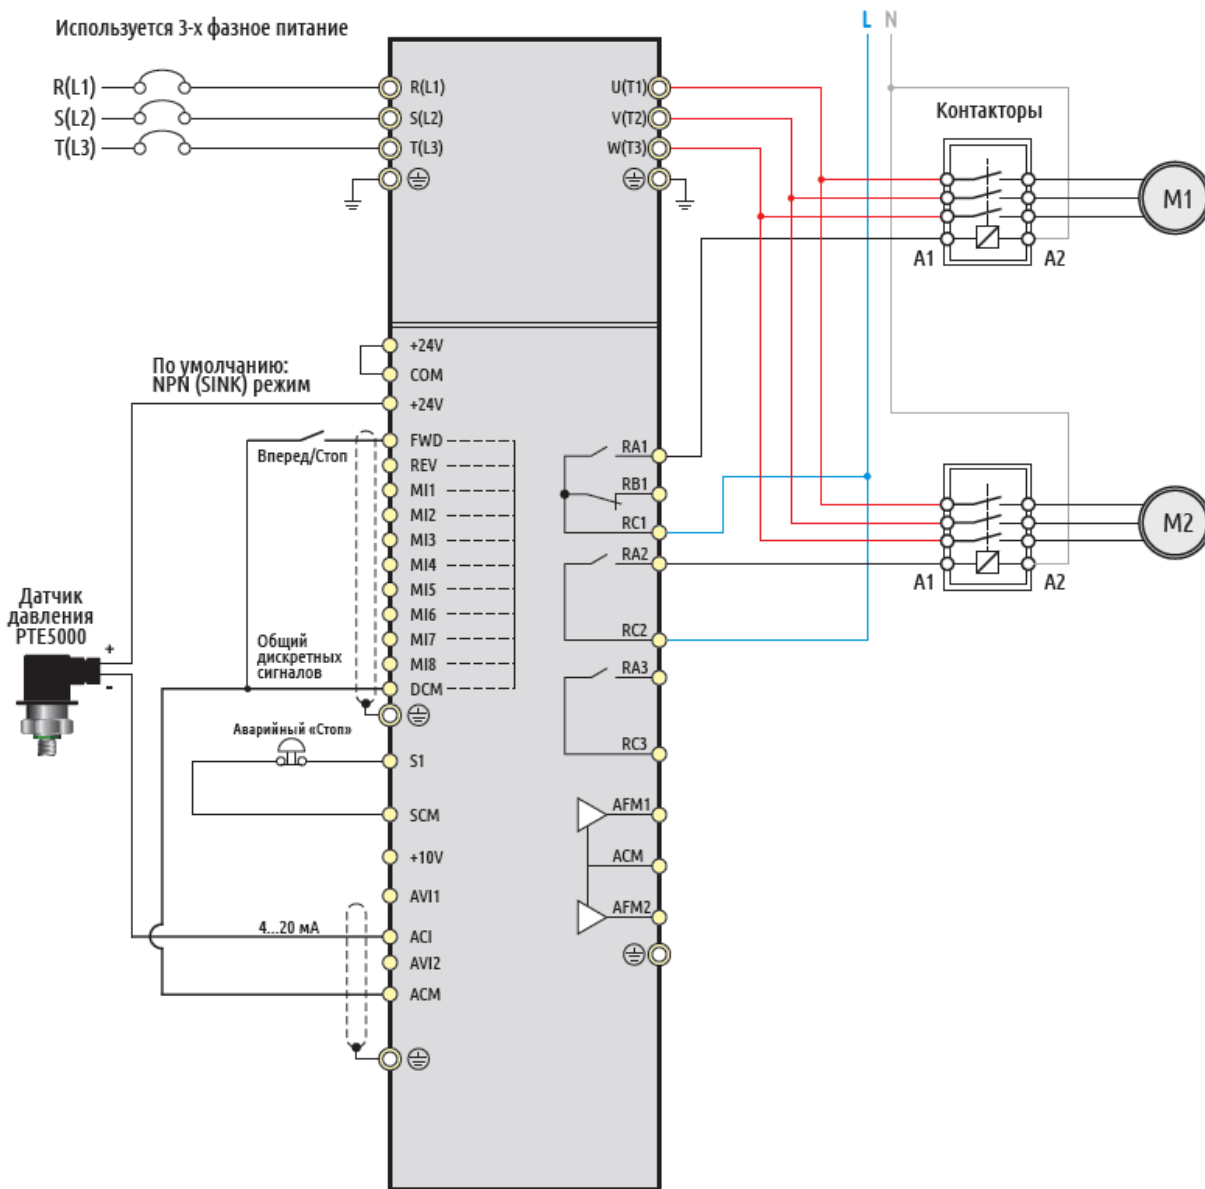 Используется 3-х фазное питание
L N
R(L1)
S(L2)
T(L3)
R(L1)
S(L2)
T(L3)
U(T1)
V(T2)
W(T3)
Контакторы
M1
A1
A2
+24V
COM
+24V
По умолчанию:
NPN (SINK) режим
Вперед/Стоп
FWD
REV
MI1
MI2
MI3
MI4
MI5
MI6
MI7
MI8
DCM
Общий
дискретных
сигналов
RA1
RB1
RC1
RA2
RC2
RA3
RC3
M2
A1
A2
Датчик
давления
PTE5000
+
-
Аварийный «Стоп»
S1
SCM
+10V
AVI1
4...20 мА
ACI
AVI2
ACM
AFM1
ACM
AFM2